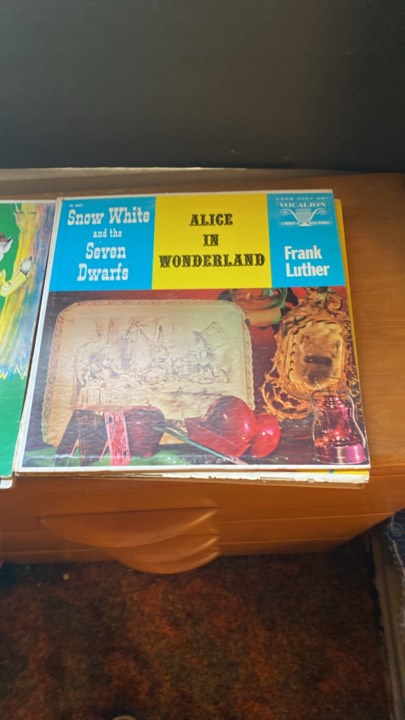 Snow White
and the
Seven
Dwarfs
ALICE
IN
WONDERLAND
VOCALION
Frank
Luther